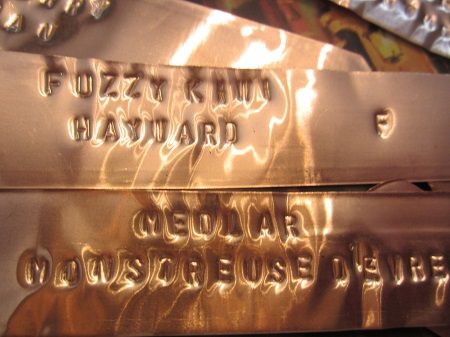 FUZZY KIWI
HAYWARD F
MEDLAR
MONSTREUSE D'EVRE